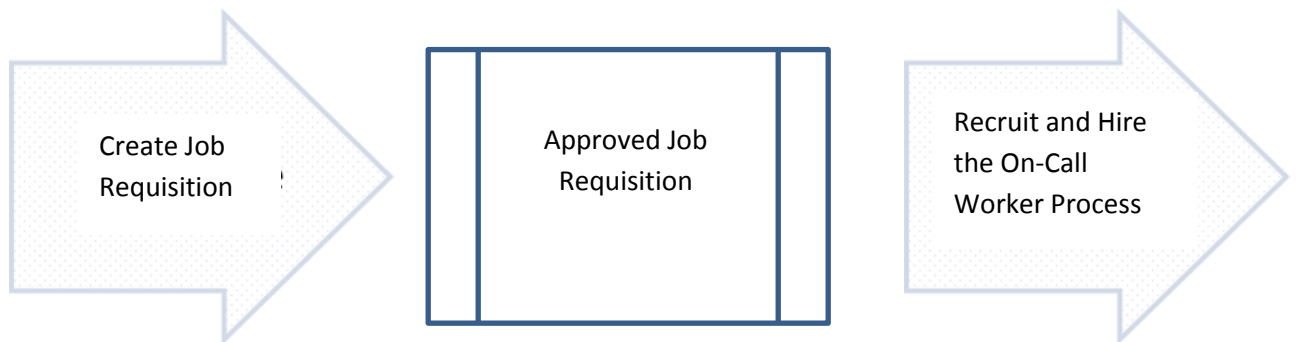 Create Job
Requisition
Approved Job
Requisition
Recruit and Hire
the On-Call
Worker Process